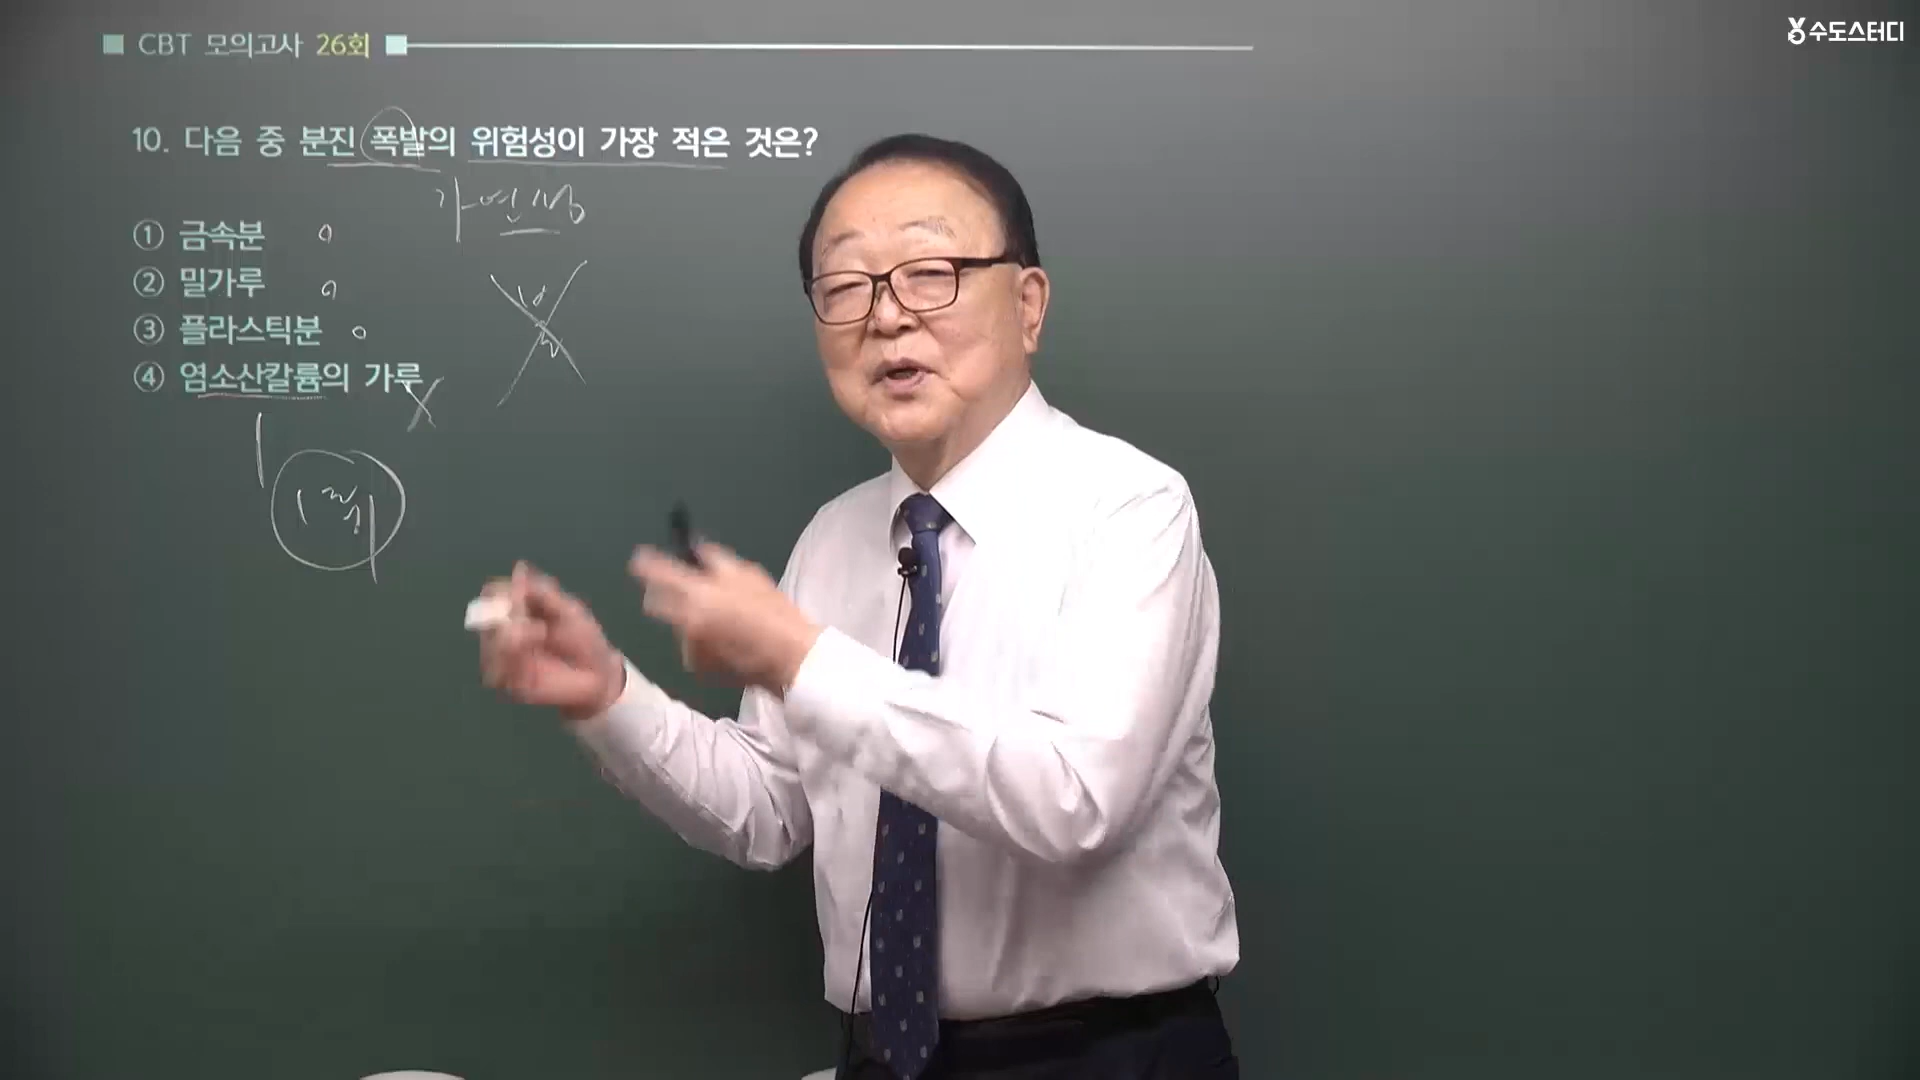 CBT 모의고사 26회
수도스터디
10. 다음 중 분진 폭발의 위험성이 가장 적은 것은?
가연성
① 금속분
② 밀가루
③ 플라스틱분
④ 염소산칼륨의 가루